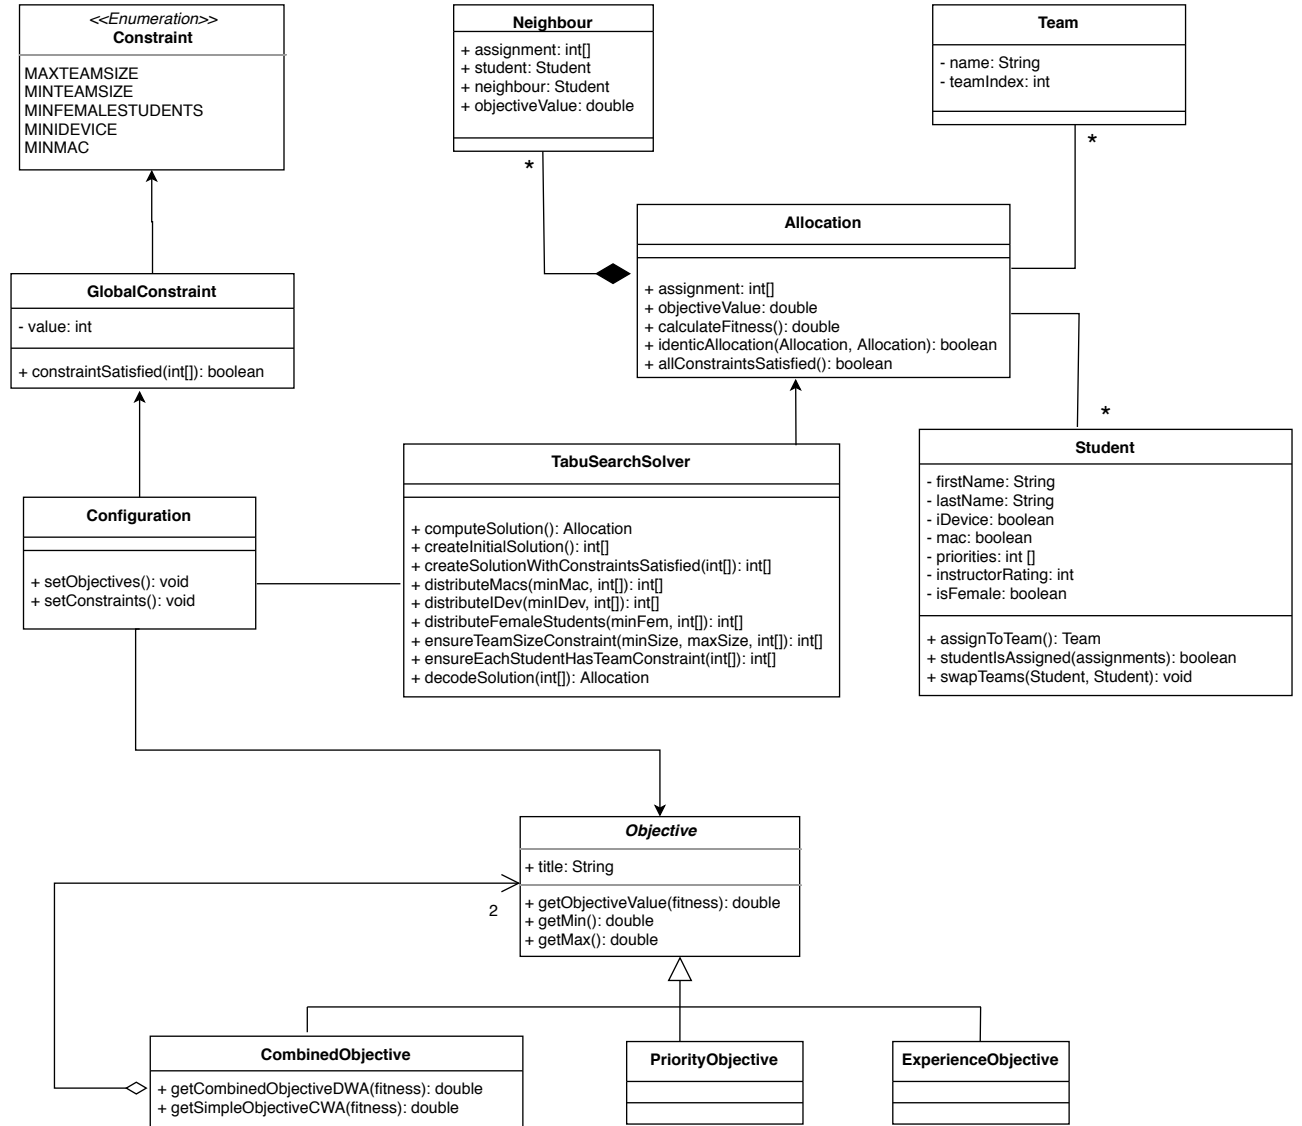 <<Enumeration>>
Constraint
MAXTEAMSIZE
MINTEAMSIZE
MINFEMALESTUDENTS
MINIDEVICE
MINMAC
Neighbour
+ assignment: int[]
+ student: Student
+ neighbour: Student
+ objectiveValue: double
*
Team
- name: String
- teamIndex: int
*
Allocation
+ assignment: int[]
+ objectiveValue: double
+ calculateFitness(): double
+ identicAllocation(Allocation, Allocation): boolean
+ allConstraintsSatisfied(): boolean
GlobalConstraint
- value: int
+ constraintSatisfied(int[]): boolean
*
Student
- firstName: String
- lastName: String
- iDevice: boolean
- mac: boolean
- priorities: int []
- instructorRating: int
- isFemale: boolean
+ assignToTeam(): Team
+ studentIsAssigned(assignments): boolean
+ swapTeams(Student, Student): void
TabuSearchSolver
+ computeSolution(): Allocation
+ createInitialSolution(): int[]
+ createSolutionWithConstraintsSatisfied(int[]): int[]
+ distributeMacs(minMac, int[]): int[]
+ distributeIDev(minIDev, int[]): int[]
+ distributeFemaleStudents(minFem, int[]): int[]
+ ensureTeamSizeConstraint(minSize, maxSize, int[]): int[]
+ ensureEachStudentHasTeamConstraint(int[]): int[]
+ decodeSolution(int[]): Allocation
Configuration
+ setObjectives(): void
+ setConstraints(): void
Objective
+ title: String
+ getObjectiveValue(fitness): double
+ getMin(): double
+ getMax(): double
2
CombinedObjective
+ getCombinedObjectiveDWA(fitness): double
+ getSimpleObjectiveCWA(fitness): double
PriorityObjective
ExperienceObjective